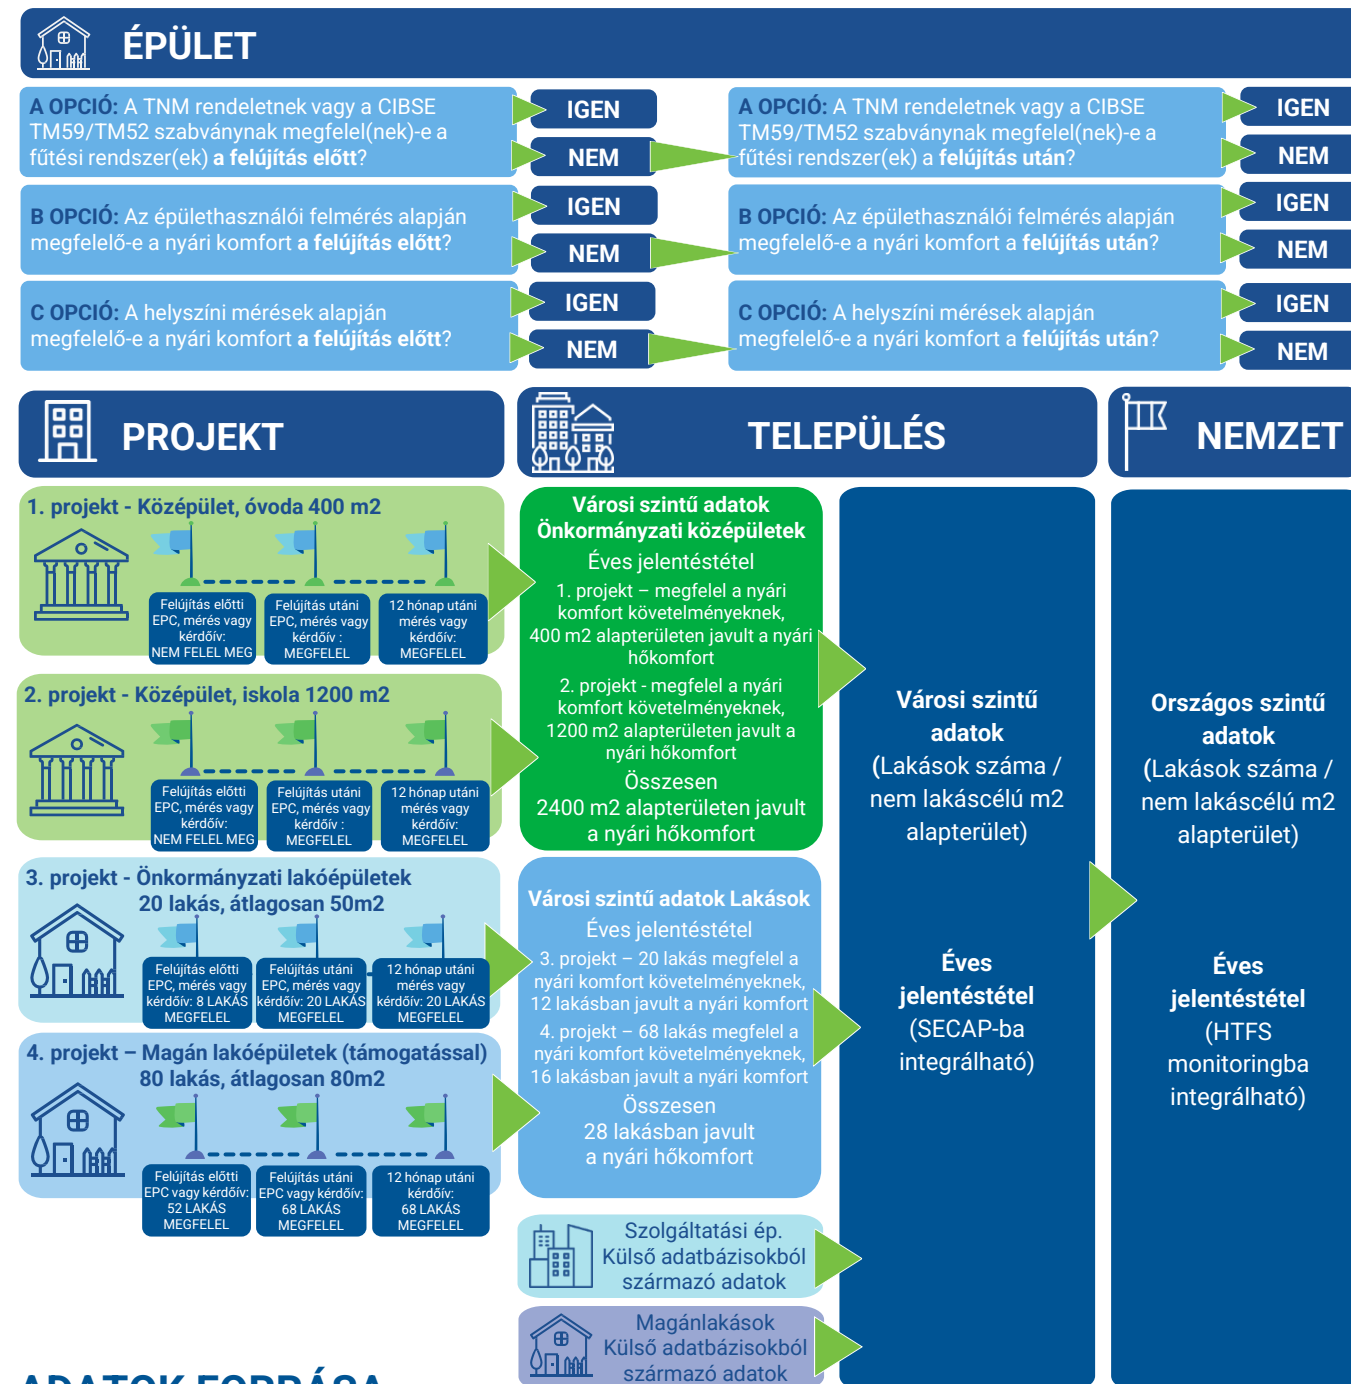 ÉPÜLET
A OPCIÓ: A TNM rendeletnek vagy a CIBSE
TM59/TM52 szabványnak megfelel(nek)-e a
fűtési rendszer(ek) a felújítás előtt?
IGEN
NEM
A OPCIÓ: A TNM rendeletnek vagy a CIBSE
TM59/TM52 szabványnak megfelel(nek)-e a
fűtési rendszer(ek) a felújítás után?
IGEN
NEM
B OPCIÓ: Az épülethasználói felmérés alapján
megfelelő-e a nyári komfort a felújítás előtt?
IGEN
NEM
B OPCIÓ: Az épülethasználói felmérés alapján
megfelelő-e a nyári komfort a felújítás után?
IGEN
NEM
C OPCIÓ: A helyszíni mérések alapján
megfelelő-e a nyári komfort a felújítás előtt?
IGEN
NEM
C OPCIÓ: A helyszíni mérések alapján
megfelelő-e a nyári komfort a felújítás után?
IGEN
NEM
PROJEKT
1. projekt - Középület, óvoda 400 m2
Felújítás előtti
EPC, mérés vagy
kérdőív:
NEM FELEL MEG
Felújítás utáni
EPC, mérés vagy
kérdőív :
MEGFELEL
12 hónap utáni
mérés vagy
kérdőív:
MEGFELEL
2. projekt - Középület, iskola 1200 m2
Felújítás előtti
EPC, mérés vagy
kérdőív:
NEM FELEL MEG
Felújítás utáni
EPC, mérés vagy
kérdőív :
MEGFELEL
12 hónap utáni
mérés vagy
kérdőív:
MEGFELEL
3. projekt - Önkormányzati lakóépületek
20 lakás, átlagosan 50m2
Felújítás előtti
EPC, mérés vagy
kérdőív: 8 LAKÁS
MEGFELEL
Felújítás utáni
EPC, mérés vagy
kérdőív: 20 LAKÁS
MEGFELEL
12 hónap utáni
mérés vagy
kérdőív: 20 LAKÁS
MEGFELEL
4. projekt – Magán lakóépületek (támogatással)
80 lakás, átlagosan 80m2
Felújítás előtti
EPC vagy kérdőív:
52 LAKÁS
MEGFELEL
Felújítás utáni
EPC vagy kérdőív:
68 LAKÁS
MEGFELEL
12 hónap utáni
kérdőív:
68 LAKÁS
MEGFELEL
TELEPÜLÉS
Városi szintű adatok
Önkormányzati középületek
Éves jelentéstétel
1. projekt – megfelel a nyári
komfort követelményeknek,
400 m2 alapterületen javult a nyári
hőkomfort
2. projekt - megfelel a nyári
komfort követelményeknek,
1200 m2 alapterületen javult a
nyári hőkomfort
Összesen
2400 m2 alapterületen javult
a nyári hőkomfort
Városi szintű adatok Lakások
Éves jelentéstétel
3. projekt – 20 lakás megfelel a
nyári komfort követelményeknek,
12 lakásban javult a nyári komfort
4. projekt – 68 lakás megfelel a
nyári komfort követelményeknek,
16 lakásban javult a nyári komfort
Összesen
28 lakásban javult
a nyári hőkomfort
Szolgáltatási ép.
Külső adatbázisokból
származó adatok
Magánlakások
Külső adatbázisokból
származó adatok
Városi szintű
adatok
(Lakások száma /
nem lakáscélú m2
alapterület)
Éves
jelentéstétel
(SECAP-ba
integrálható)
NEMZET
Országos szintű
adatok
(Lakások száma /
nem lakáscélú m2
alapterület)
Éves
jelentéstétel
(HTFS
monitoringba
integrálható)
ADATOK FORRÁSA